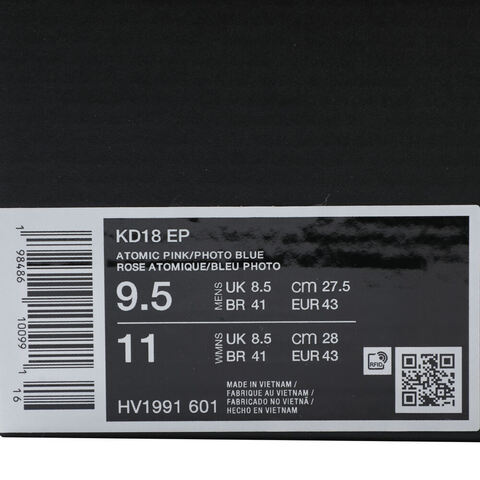 KD18 EP
ATOMIC PINK/PHOTO BLUE
ROSE ATOMIQUE/BLEU PHOTO
9.5 MENS UK 8.5 cm 27.5
BR 41 EUR 43
11 WMNS UK 8.5 cm 28
BR 41 EUR 43
RFID
HV1991 601
MADE IN VIETNAM /
FABRIQUE AU VIETNAM /
FABRICADO NO VIETNÃ /
HECHO EN VIETNAM
1 98486 10099 1 16